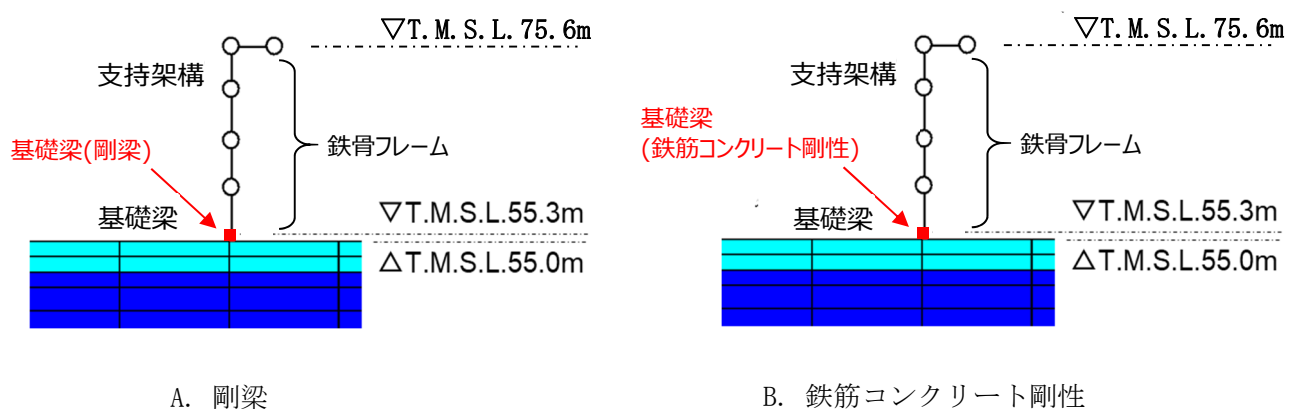 ▽T.M.S.L.75.6m
支持架構
鉄骨フレーム
基礎梁(剛梁)
基礎梁
▽T.M.S.L.55.3m
△T.M.S.L.55.0m
A. 剛梁
▽T.M.S.L.75.6m
支持架構
基礎梁
(鉄筋コンクリート剛性)
鉄骨フレーム
基礎梁
▽T.M.S.L.55.3m
△T.M.S.L.55.0m
B. 鉄筋コンクリート剛性